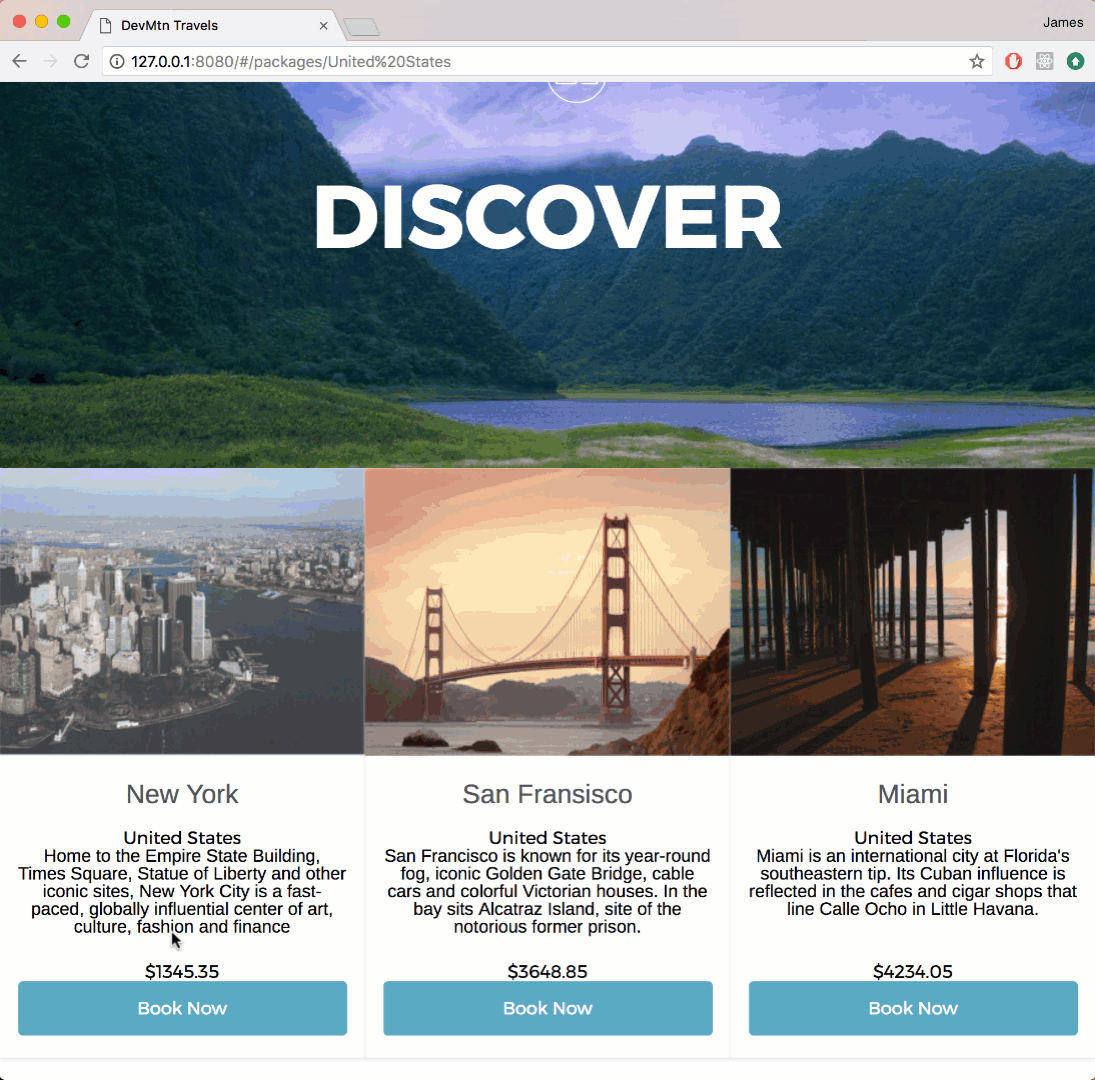 DevMtn Travels
James
127.0.0.1:8080/#/packages/United%20States
DISCOVER
New York
United States
Home to the Empire State Building,
Times Square, Statue of Liberty and other
iconic sites, New York City is a fast-
paced, globally influential center of art,
culture, fashion and finance
$1345.35
Book Now
San Fransisco
United States
San Francisco is known for its year-round
fog, iconic Golden Gate Bridge, cable
cars and colorful Victorian houses. In the
bay sits Alcatraz Island, site of the
notorious former prison.
$3648.85
Book Now
Miami
United States
Miami is an international city at Florida's
southeastern tip. Its Cuban influence is
reflected in the cafes and cigar shops that
line Calle Ocho in Little Havana.
$4234.05
Book Now